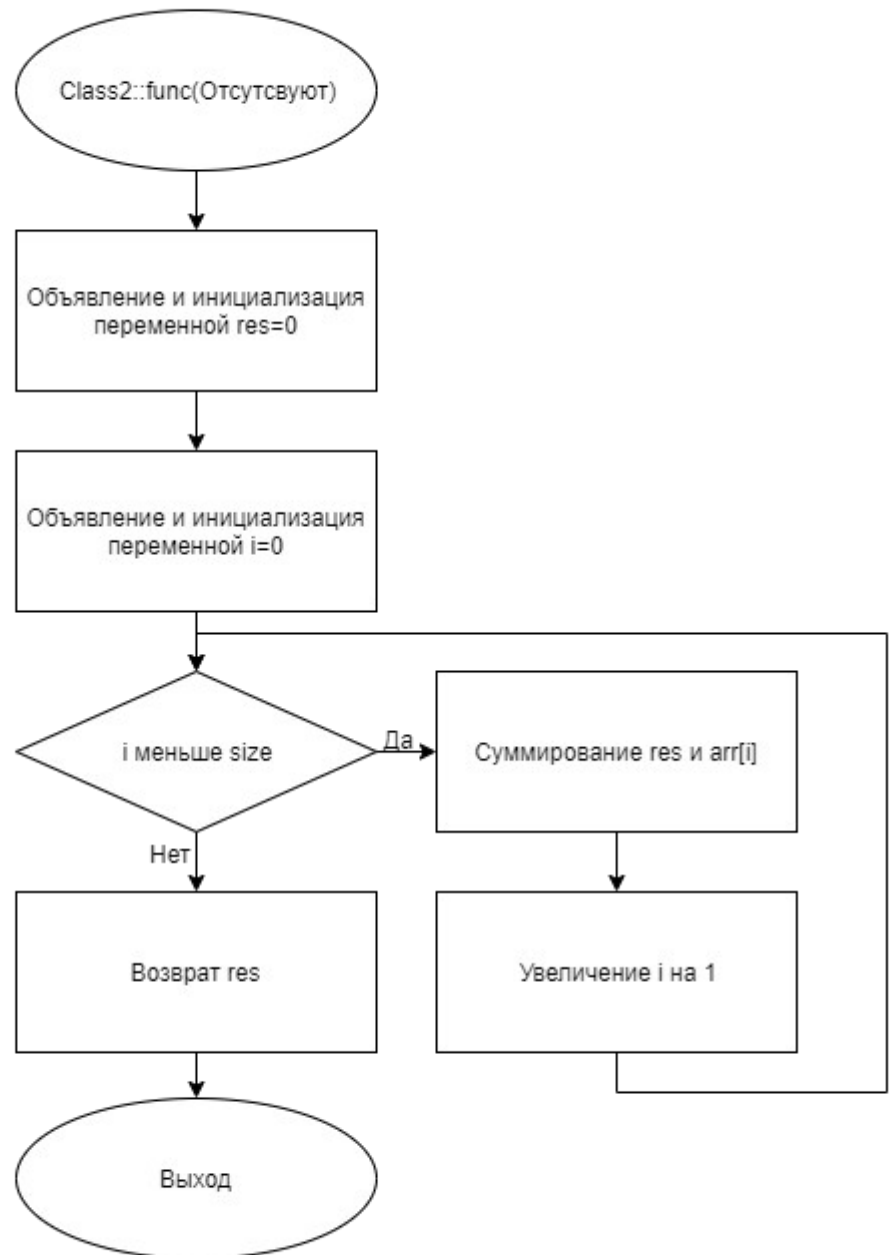 Class2::func(Отсутсвуют)
Объявление и инициализация
переменной res=0
Объявление и инициализация
переменной i=0
i меньше size
Да
Суммирование res и arr[i]
Нет
Возврат res
Увеличение i на 1
Выход